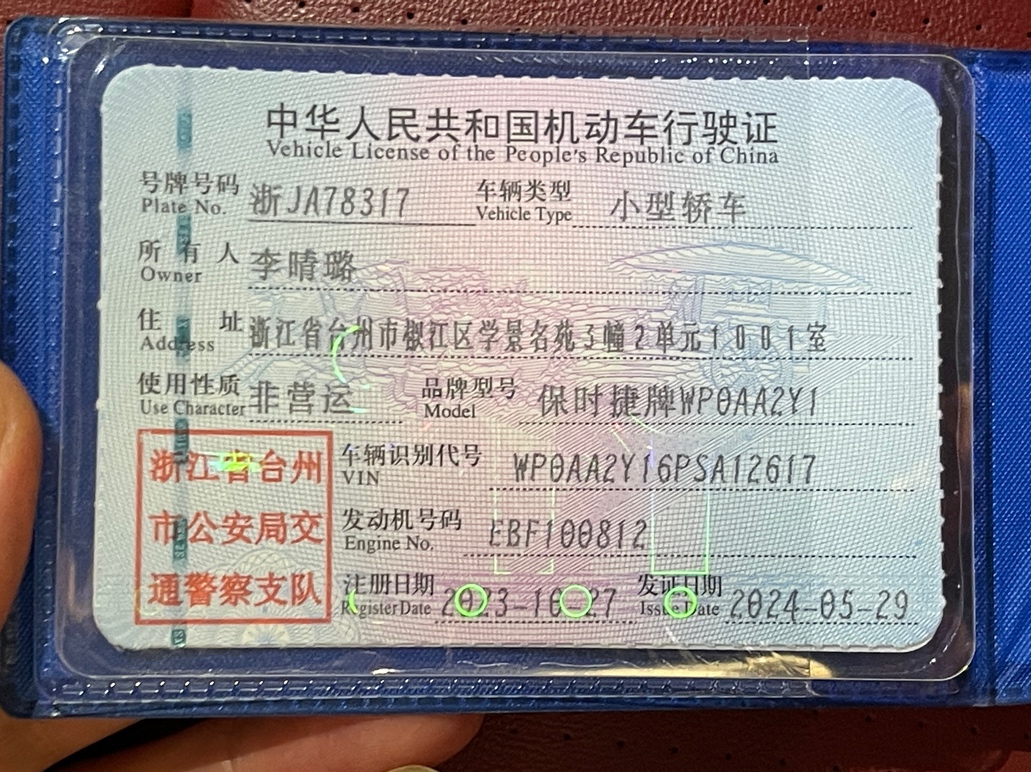 中华人民共和国机动车行驶证
Vehicle License of the People's Republic of China
号牌号码 浙JA78317 车辆类型 小型轿车
Plate No. Vehicle Type
所有人 李晴璐
Owner
住址 浙江省台州市椒江区学景名苑3幢2单元1001室
Address
使用性质 非营运 品牌型号 保时捷牌WP0AA2Y1
Use Character Model
浙江省台州
市公安局交
通警察支队
车辆识别代号 WP0AA2Y16PSA12617
VIN
发动机号码 EBF100812
Engine No.
注册日期 2023-10-27 发证日期 2024-05-29
Register Date Issue Date